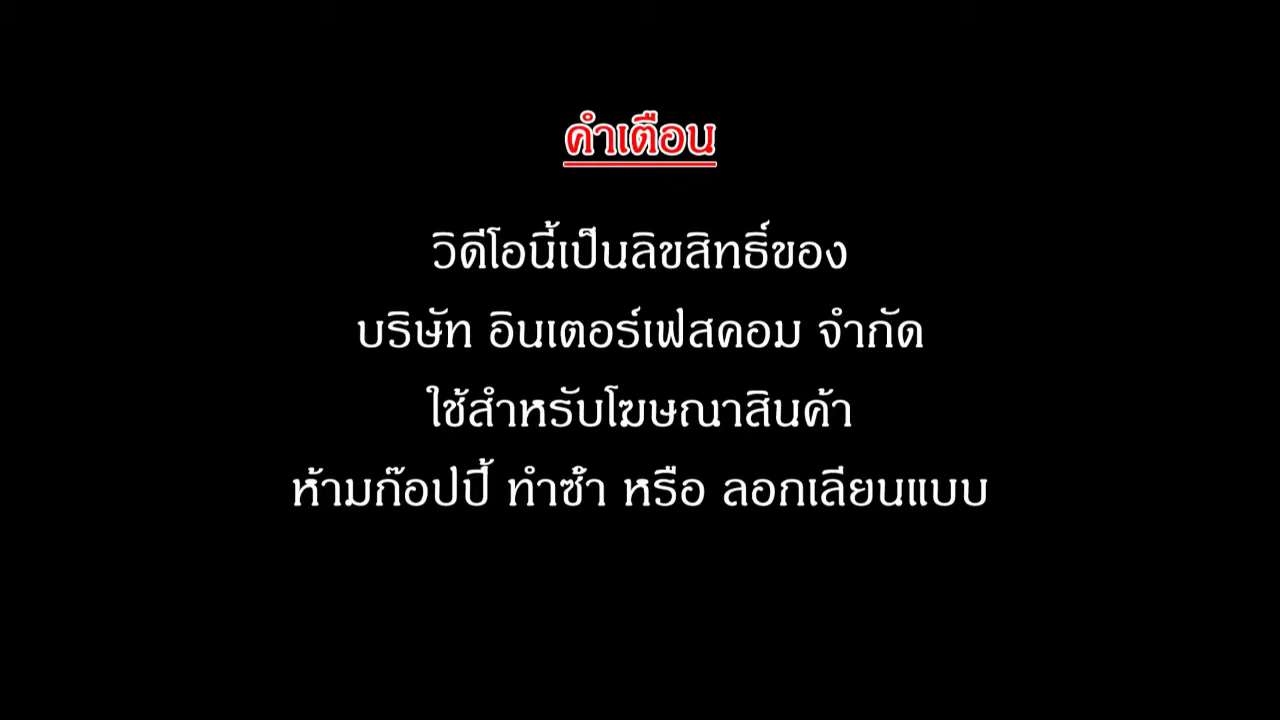 คำเตือน
วิดีโอนี้เป็นลิขสิทธิ์ของ
บริษัท อินเตอร์เฟสคอม จำกัด
ใช้สำหรับโฆษณาสินค้า
ห้ามก๊อปปี้ ทำซ้ำ หรือ ลอกเลียนแบบ